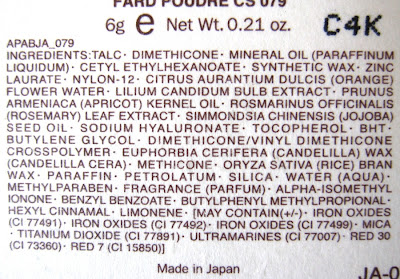 FARD POUDRE CS 079
6g e Net Wt. 0.21 oz.
C4K
APABJA_079
INGREDIENTS:TALC · DIMETHICONE · MINERAL OIL (PARAFFINUM
LIQUIDUM) · CETYL ETHYLHEXANOATE · SYNTHETIC WAX · ZINC
LAURATE · NYLON-12 · CITRUS AURANTIUM DULCIS (ORANGE)
FLOWER WATER · LILIUM CANDIDUM BULB EXTRACT · PRUNUS
ARMENIACA (APRICOT) KERNEL OIL · ROSMARINUS OFFICINALIS
(ROSEMARY) LEAF EXTRACT · SIMMONDSIA CHINENSIS (JOJOBA)
SEED OIL · SODIUM HYALURONATE · TOCOPHEROL · BHT ·
BUTYLENE GLYCOL · DIMETHICONE/VINYL DIMETHICONE
CROSSPOLYMER · EUPHORBIA CERIFERA (CANDELILLA) WAX
(CANDELILLA CERA) · METHICONE · ORYZA SATIVA (RICE) BRAN
WAX · PARAFFIN · PETROLATUM · SILICA · WATER (AQUA) ·
METHYLPARABEN · FRAGRANCE (PARFUM) · ALPHA-ISOMETHYL
IONONE · BENZYL BENZOATE · BUTYLPHENYL METHYLPROPIONAL ·
HEXYL CINNAMAL · LIMONENE · [MAY CONTAIN(+/-) · IRON OXIDES
(CI 77491) · IRON OXIDES (CI 77492) · IRON OXIDES (CI 77499) · MICA
· TITANIUM DIOXIDE (CI 77891) · ULTRAMARINES (CI 77007) · RED 30
(CI 73360) · RED 7 (CI 15850)]
Made in Japan
JA-0